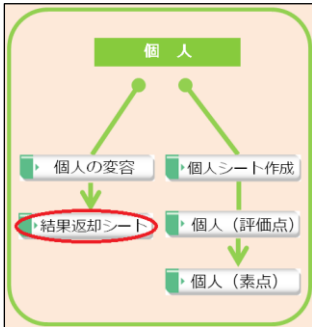 個 人
個人の変容
個人シート作成
結果返却シート
個人（評価点）
個人（素点）